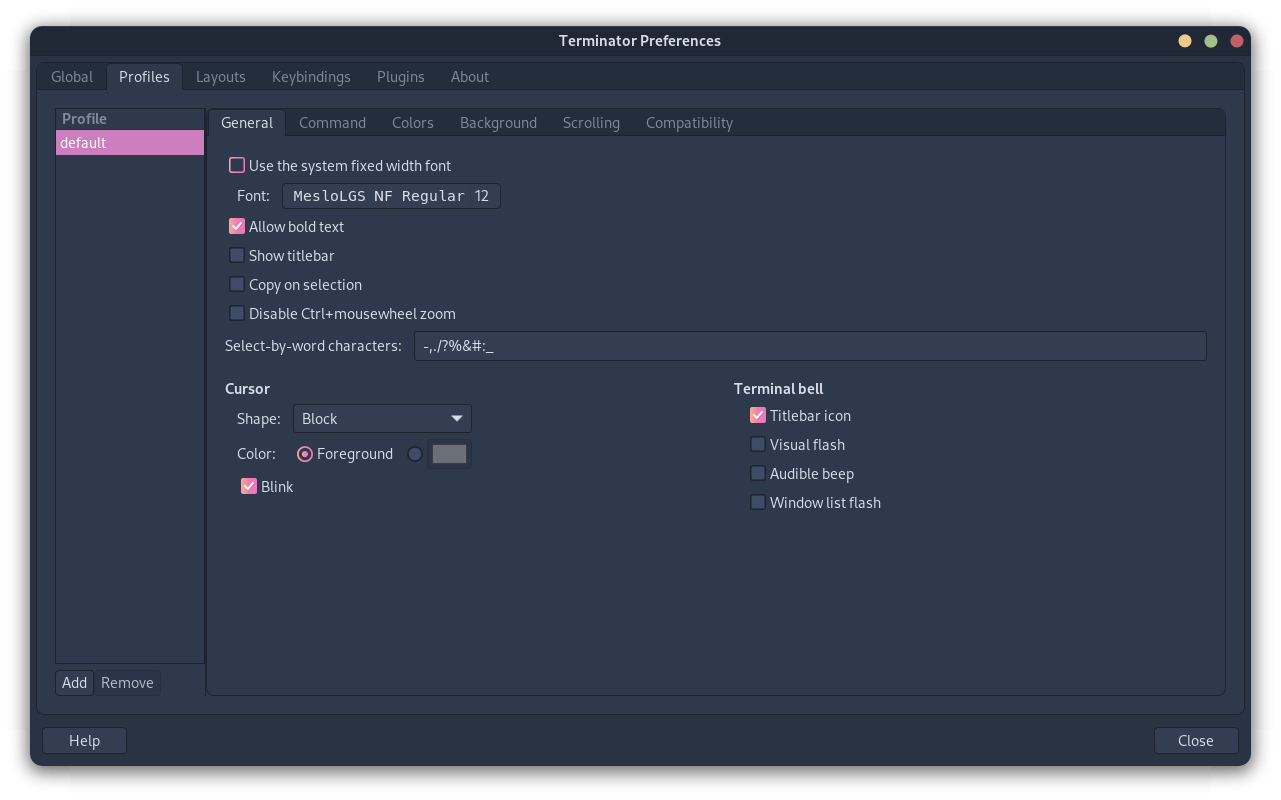 Terminator Preferences
Global Profiles Layouts Keybindings Plugins About
Profile
default
General Command Colors Background Scrolling Compatibility
Use the system fixed width font
Font: MesloLGS NF Regular 12
Allow bold text
Show titlebar
Copy on selection
Disable Ctrl+mousewheel zoom
Select-by-word characters: -,./?%&#:_
Cursor
Shape: Block
Color: Foreground
Blink
Terminal bell
Titlebar icon
Visual flash
Audible beep
Window list flash
Add Remove
Help Close